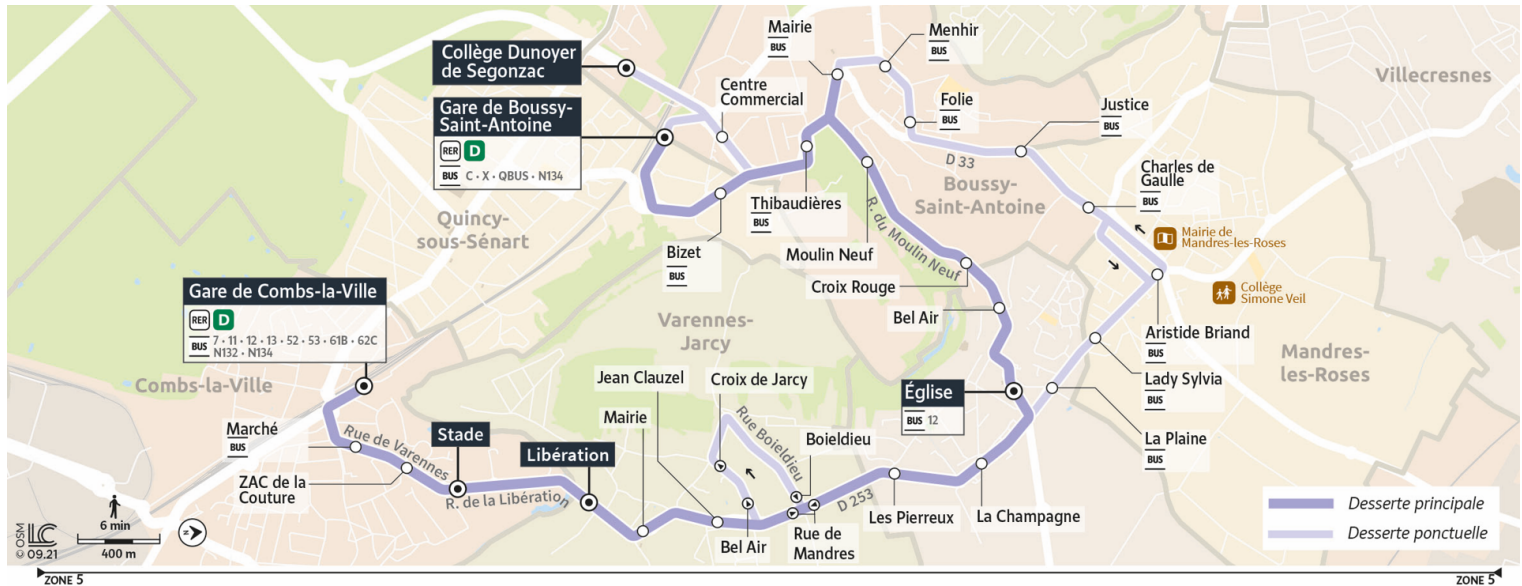 Collège Dunoyer
de Segonzac
Gare de Boussy-
Saint-Antoine
RER D
BUS C • X • QBUS • N134
Centre
Commercial
Mairie
BUS
Menhir
BUS
Folie
BUS
Justice
BUS
Villecresnes
D 33
Charles de
Gaulle
BUS
Boussy-
Saint-Antoine
Quincy-
sous-Sénart
Thibaudières
BUS
Bizet
BUS
Moulin Neuf
R. du Moulin Neuf
Croix Rouge
Bel Air
Mairie de
Mandres-les-Roses
Collège
Simone Veil
Aristide Briand
BUS
Lady Sylvia
BUS
La Plaine
BUS
Mandres-
les-Roses
Gare de Combs-la-Ville
RER D
BUS 7 • 11 • 12 • 13 • 52 • 53 • 61B • 62C
N132 • N134
Combs-la-Ville
Varennes-
Jarcy
Église
BUS 12
Marché
BUS
ZAC de la
Couture
Rue de Varennes
Stade
R. de la Libération
Libération
Mairie
Jean Clauzel
Croix de Jarcy
Rue Boieldieu
Boieldieu
Bel Air
Rue de
Mandres
D 253
Les Pierreux
La Champagne
Desserte principale
Desserte ponctuelle
6 min
400 m
N
© OSM
LC
09.21
ZONE 5
ZONE 5